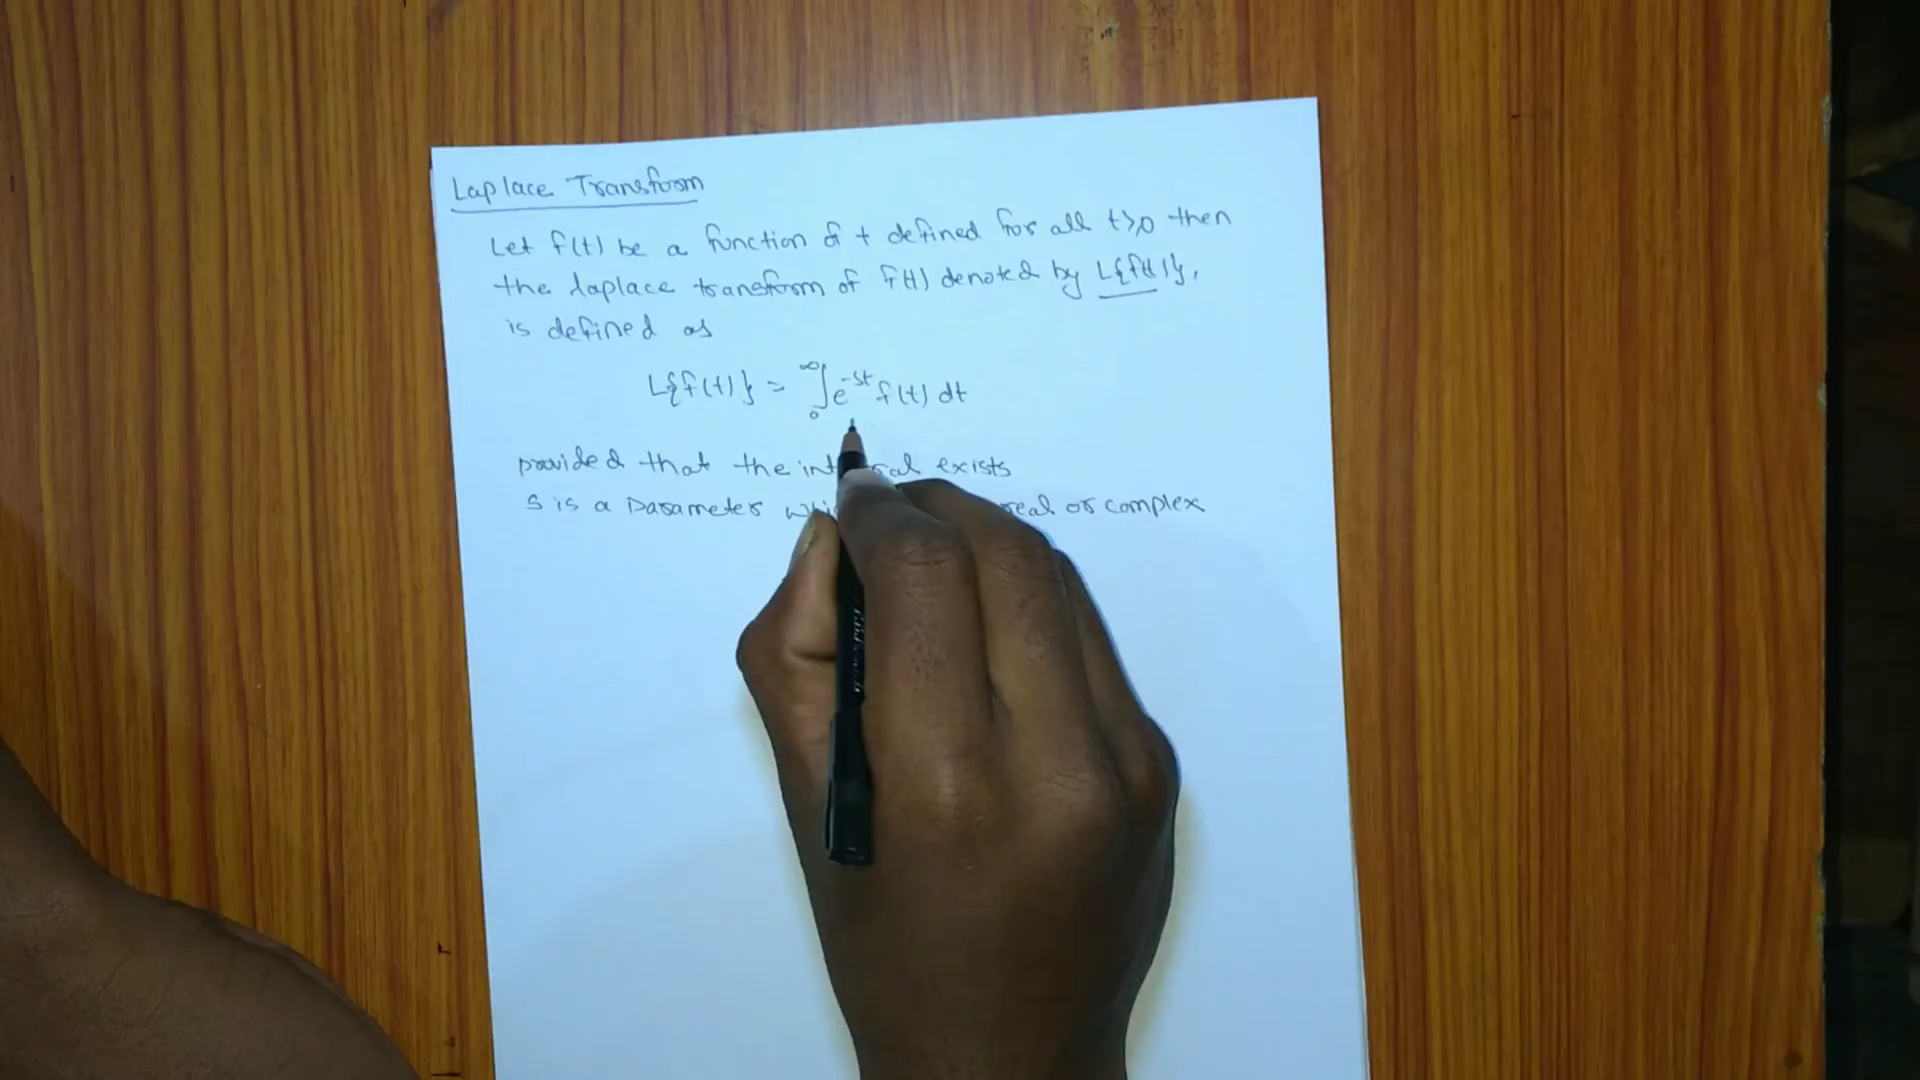 Laplace Transform
Let f(t) be a function of t defined for all t≥0 then
the laplace transform of f(t) denoted by L{f(t)},
is defined as
L{f(t)} = ∫₀^∞ e^-st f(t) dt
provided that the integral exists
s is a parameter real or complex